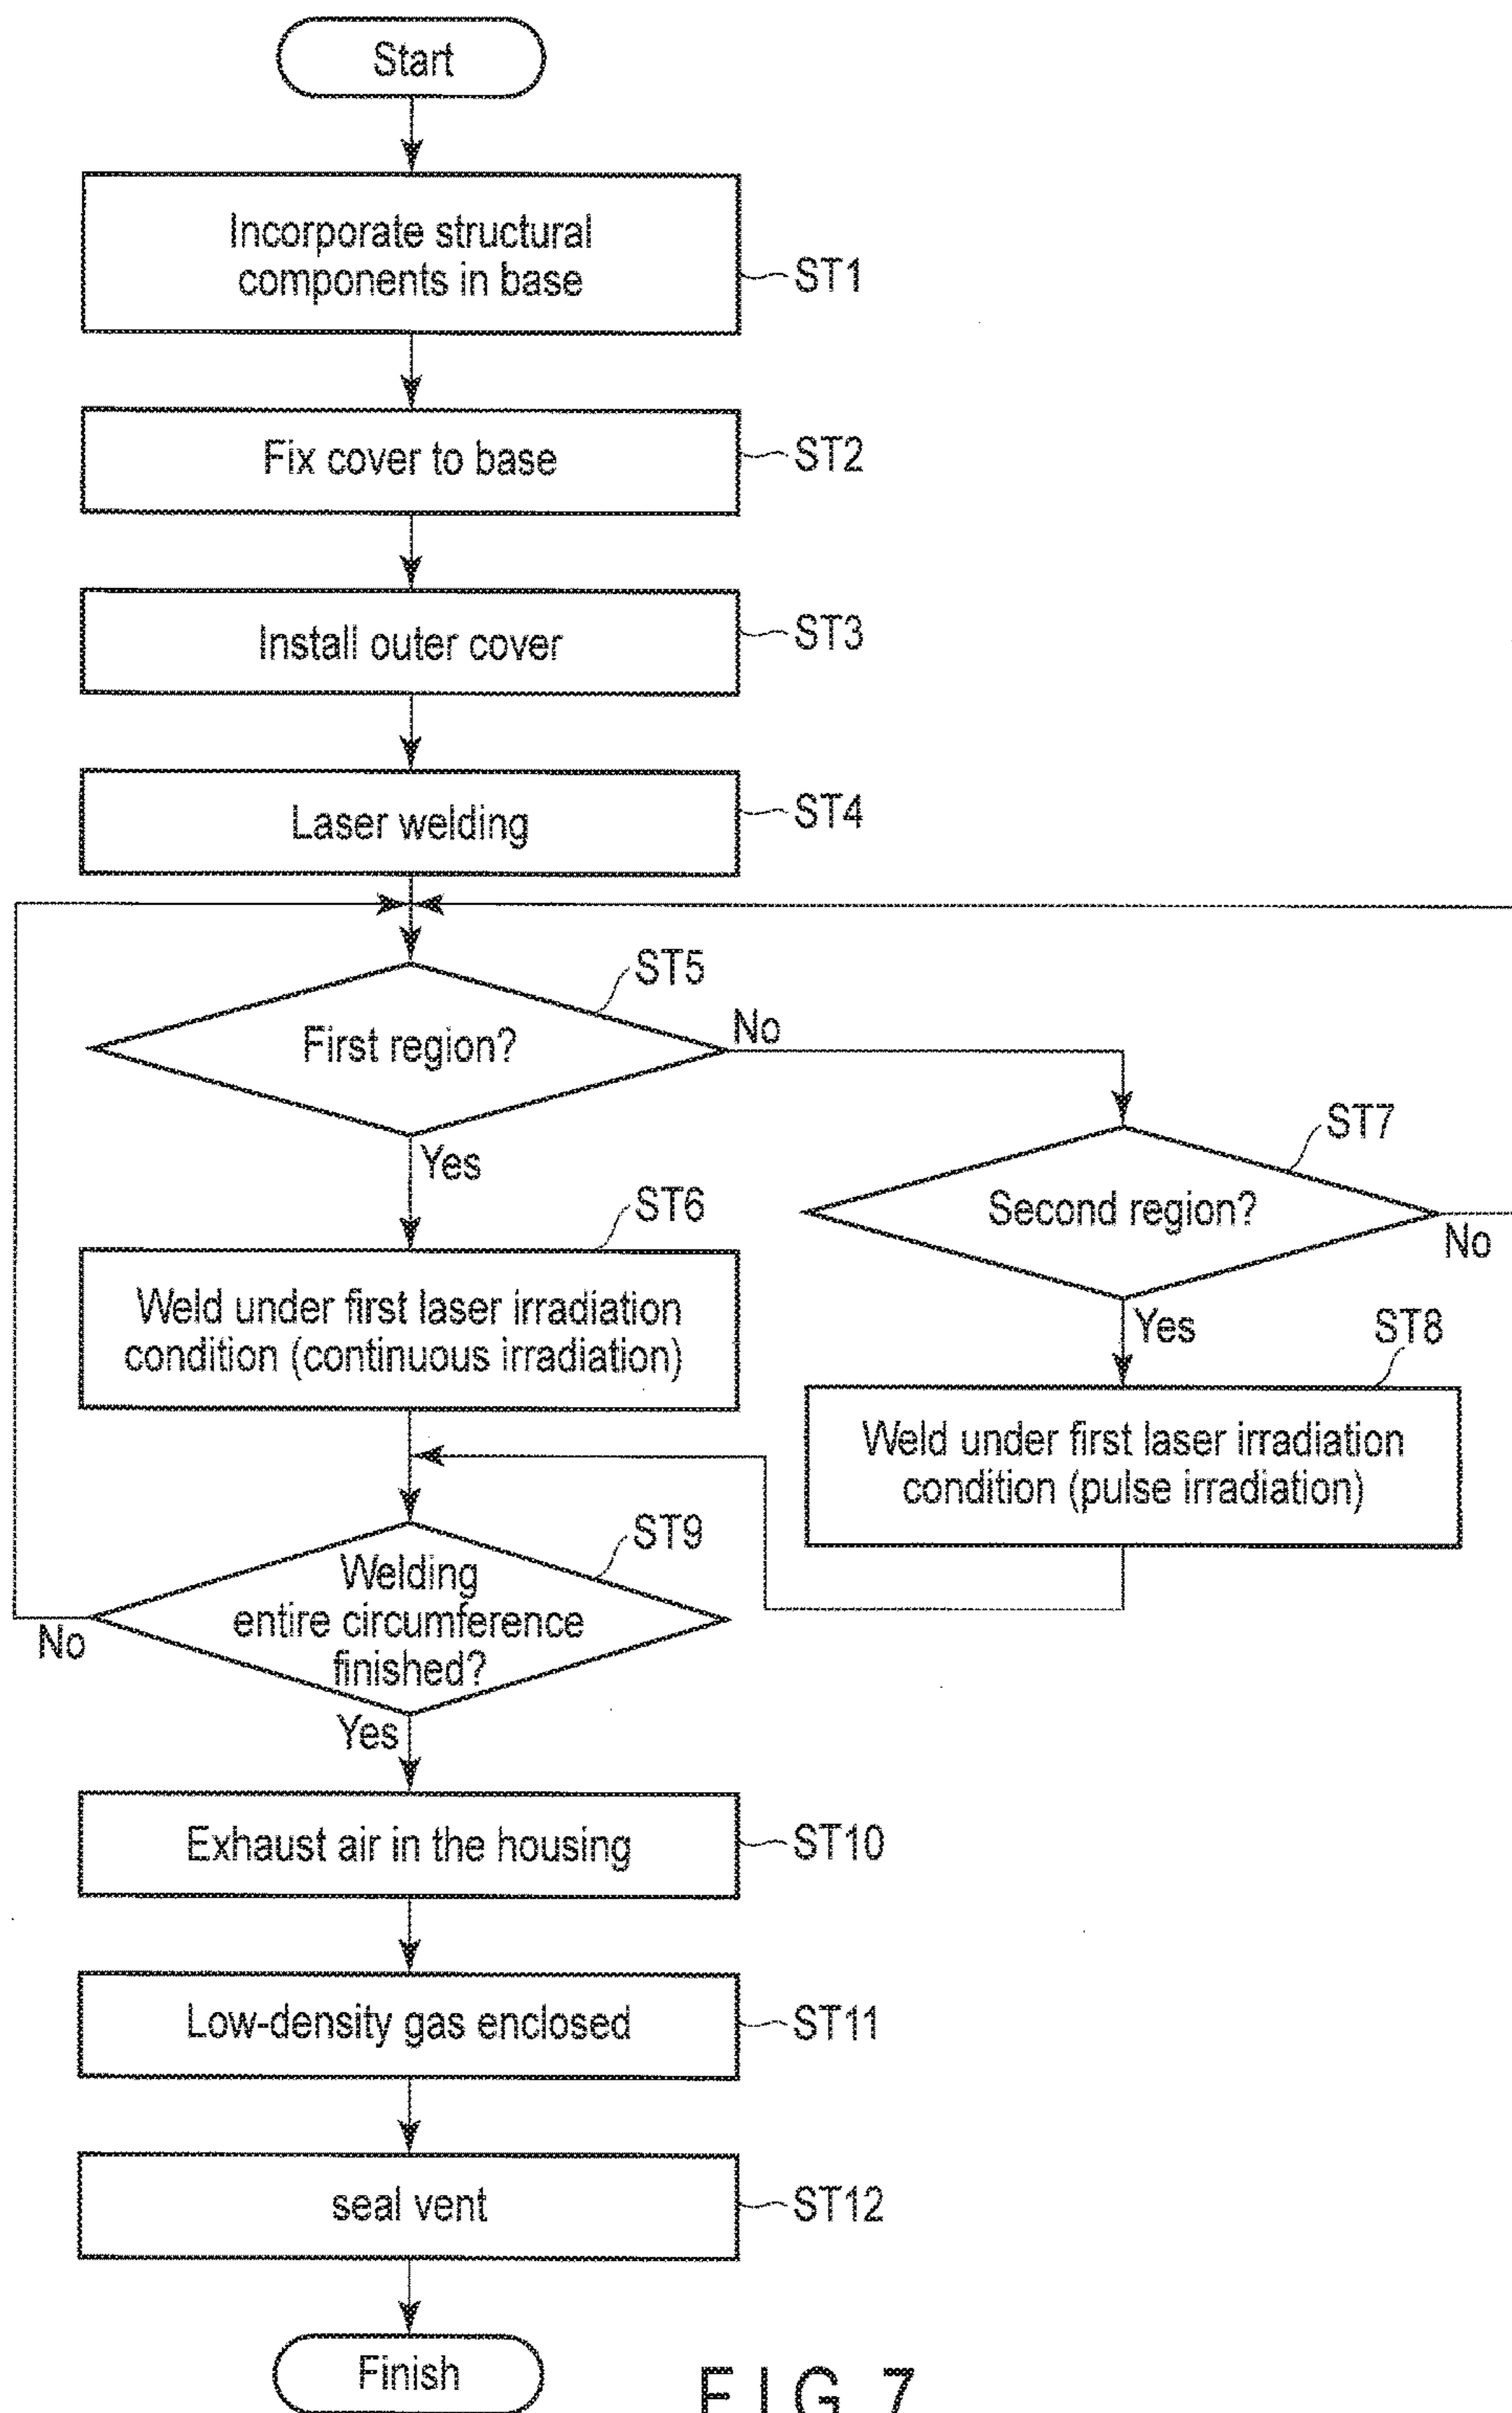 Start
Incorporate structural
components in base
ST1
Fix cover to base
ST2
Install outer cover
ST3
Laser welding
ST4
First region?
ST5
No
Yes
Second region?
ST7
No
Yes
Weld under first laser irradiation
condition (continuous irradiation)
ST6
Weld under first laser irradiation
condition (pulse irradiation)
ST8
Welding
entire circumference
finished?
ST9
No
Yes
Exhaust air in the housing
ST10
Low-density gas enclosed
ST11
seal vent
ST12
Finish
FIG. 7